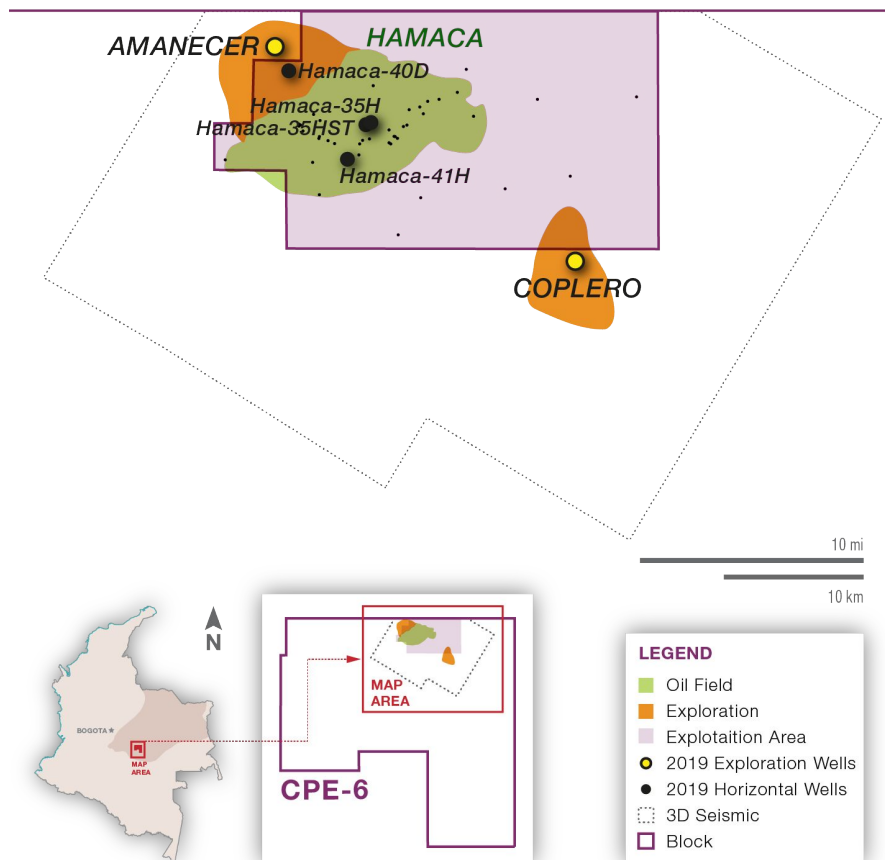 AMANECER
HAMACA
Hamaca-40D
Hamaca-35H
Hamaca-35HST
Hamaca-41H
COPLERO
10 mi
10 km
N
BOGOTA
MAP
AREA
MAP
AREA
CPE-6
LEGEND
Oil Field
Exploration
Explotaition Area
2019 Exploration Wells
2019 Horizontal Wells
3D Seismic
Block